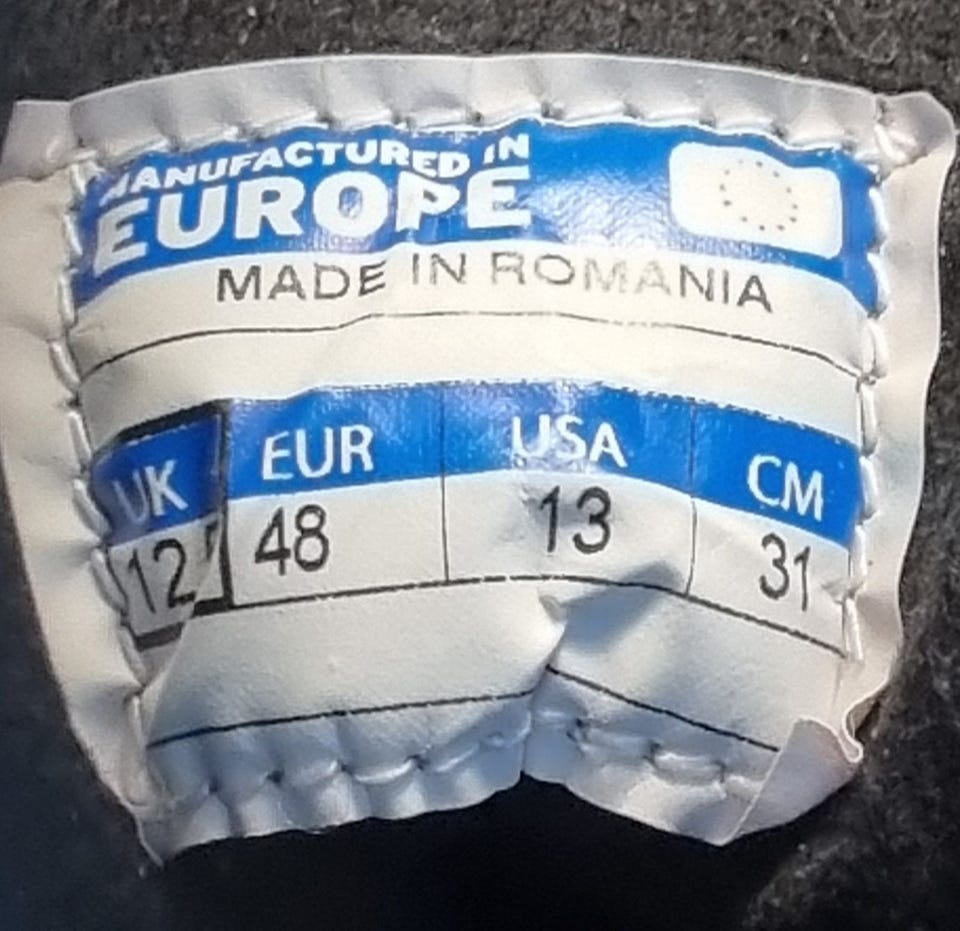 MANUFACTURED IN
EUROPE
MADE IN ROMANIA
UK EUR USA CM
12 48 13 31